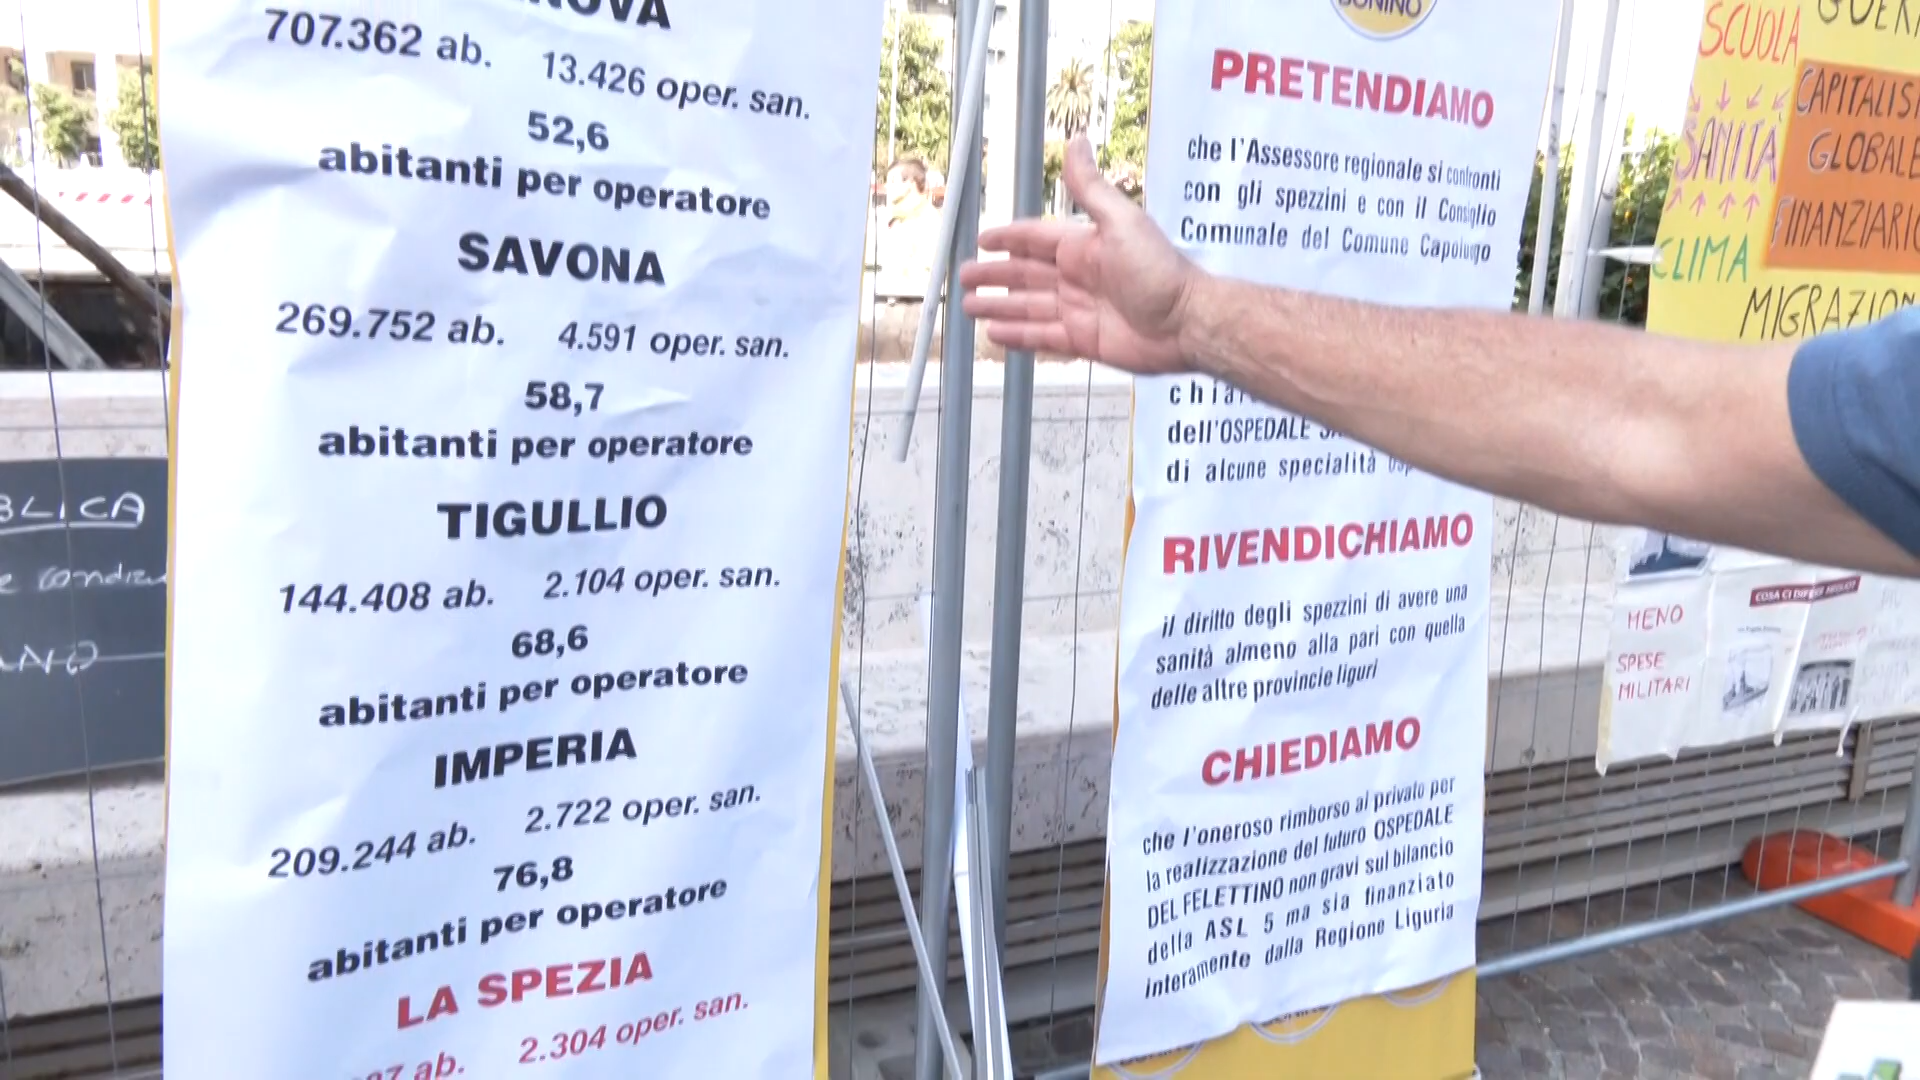 707.362 ab. 13.426 oper. san.
52,6
abitanti per operatore
SAVONA
269.752 ab. 4.591 oper. san.
58,7
abitanti per operatore
TIGULLIO
144.408 ab. 2.104 oper. san.
68,6
abitanti per operatore
IMPERIA
209.244 ab. 2.722 oper. san.
76,8
abitanti per operatore
LA SPEZIA
ab. 2.304 oper. san.
BONINO
PRETENDIAMO
che l'Assessore regionale si confronti
con gli spezzini e con il Consiglio
Comunale del Comune Capoluogo
dell'OSPEDALE
di alcune specialità
RIVENDICHIAMO
il diritto degli spezzini di avere una
sanità almeno alla pari con quella
delle altre provincie liguri
CHIEDIAMO
che l'oneroso rimborso al privato per
la realizzazione del futuro OSPEDALE
DEL FELETTINO non gravi sul bilancio
della ASL 5 ma sia finanziato
interamente dalla Regione Liguria
SCUOLA
SANITÀ
CLIMA
GLOBALE
MENO
SPESE
MILITARI